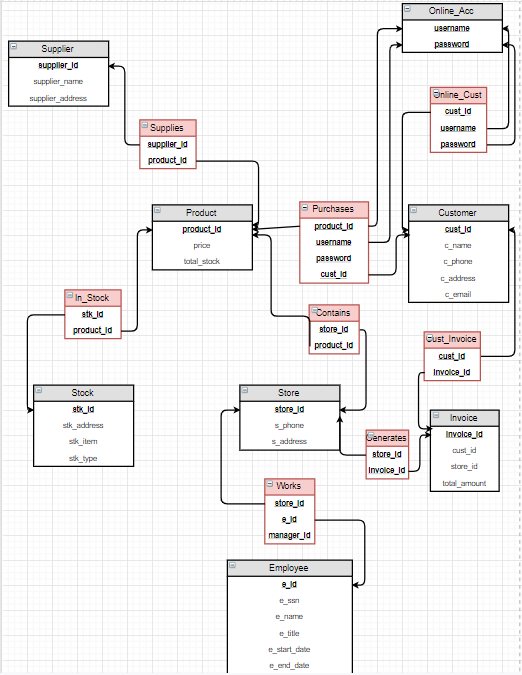 Online_Acc
username
password
Supplier
supplier_id
supplier_name
supplier_address
Online_Cust
cust_id
username
password
Supplies
supplier_id
product_id
Product
product_id
price
total_stock
Purchases
product_id
username
password
cust_id
Customer
cust_id
c_name
c_phone
c_address
c_email
In_Stock
stk_id
product_id
Contains
store_id
product_id
Cust_Invoice
cust_id
invoice_id
Stock
stk_id
stk_address
stk_item
stk_type
Store
store_id
s_phone
s_address
Generates
store_id
invoice_id
Invoice
invoice_id
cust_id
store_id
total_amount
Works
store_id
e_id
manager_id
Employee
e_id
e_ssn
e_name
e_title
e_start_date
e_end_date